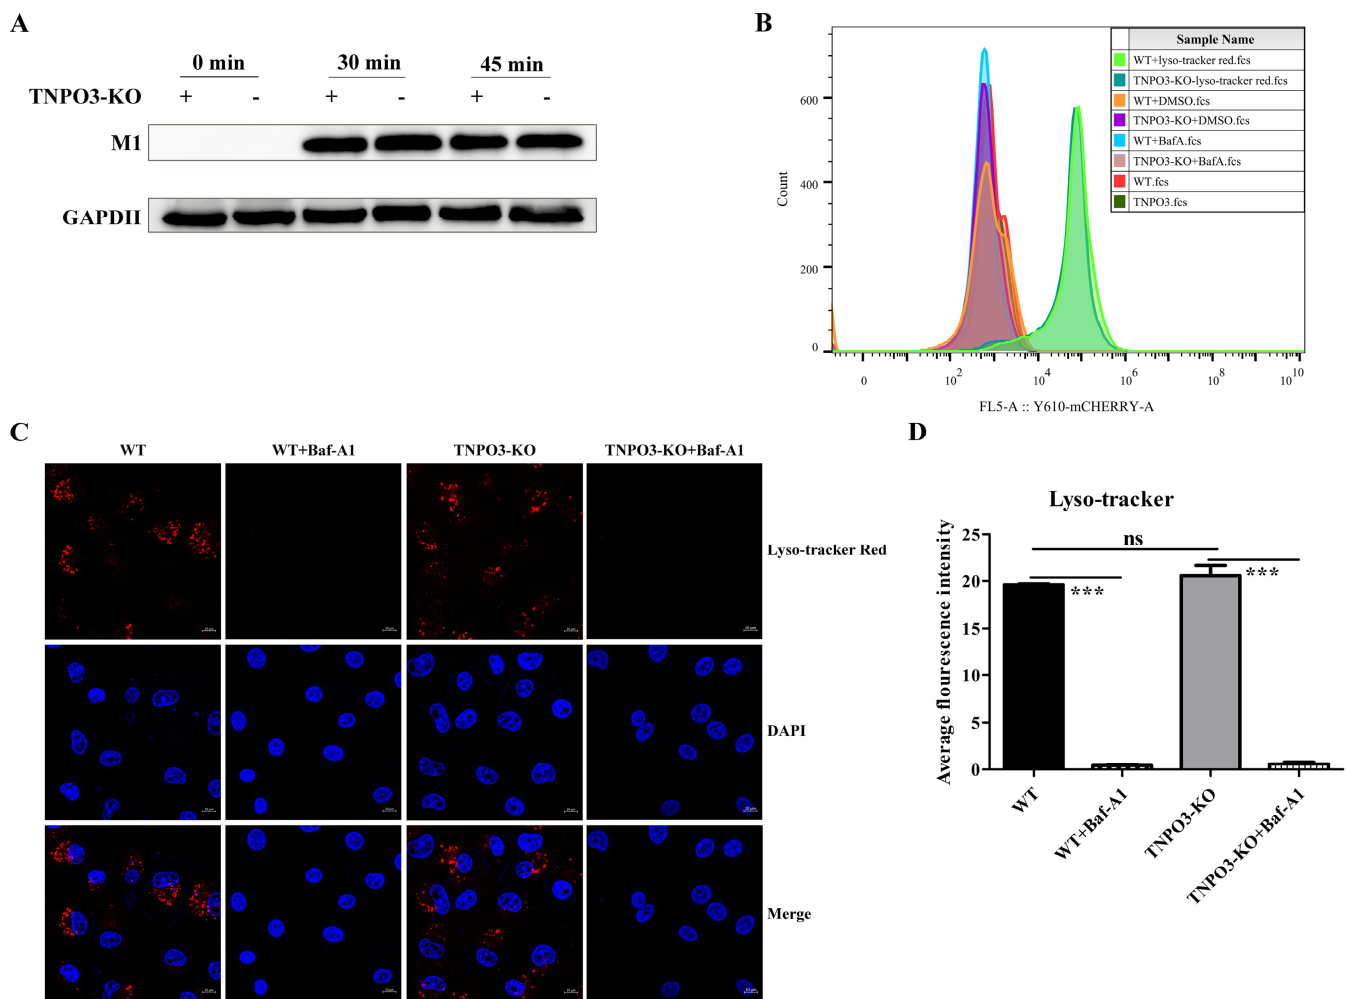 A
0 min 30 min 45 min
TNPO3-KO + - + - + -
M1
GAPDII
B
Sample Name
WT+lyso-tracker red.fcs
TNPO3-KO-lyso-tracker red.fcs
WT+DMSO.fcs
TNPO3-KO+DMSO.fcs
WT+BafA.fcs
TNPO3-KO+BafA.fcs
WT.fcs
TNPO3.fcs
Count
600
400
200
0
0 10^2 10^4 10^6 10^8 10^10
FL5-A :: Y610-mCHERRY-A
C
WT WT+Baf-A1 TNPO3-KO TNPO3-KO+Baf-A1
Lyso-tracker Red
DAPI
Merge
D
Lyso-tracker
Average flourescence intensity
25
20
15
10
5
0
ns
***
***
WT
WT+Baf-A1
TNPO3-KO
TNPO3-KO+Baf-A1